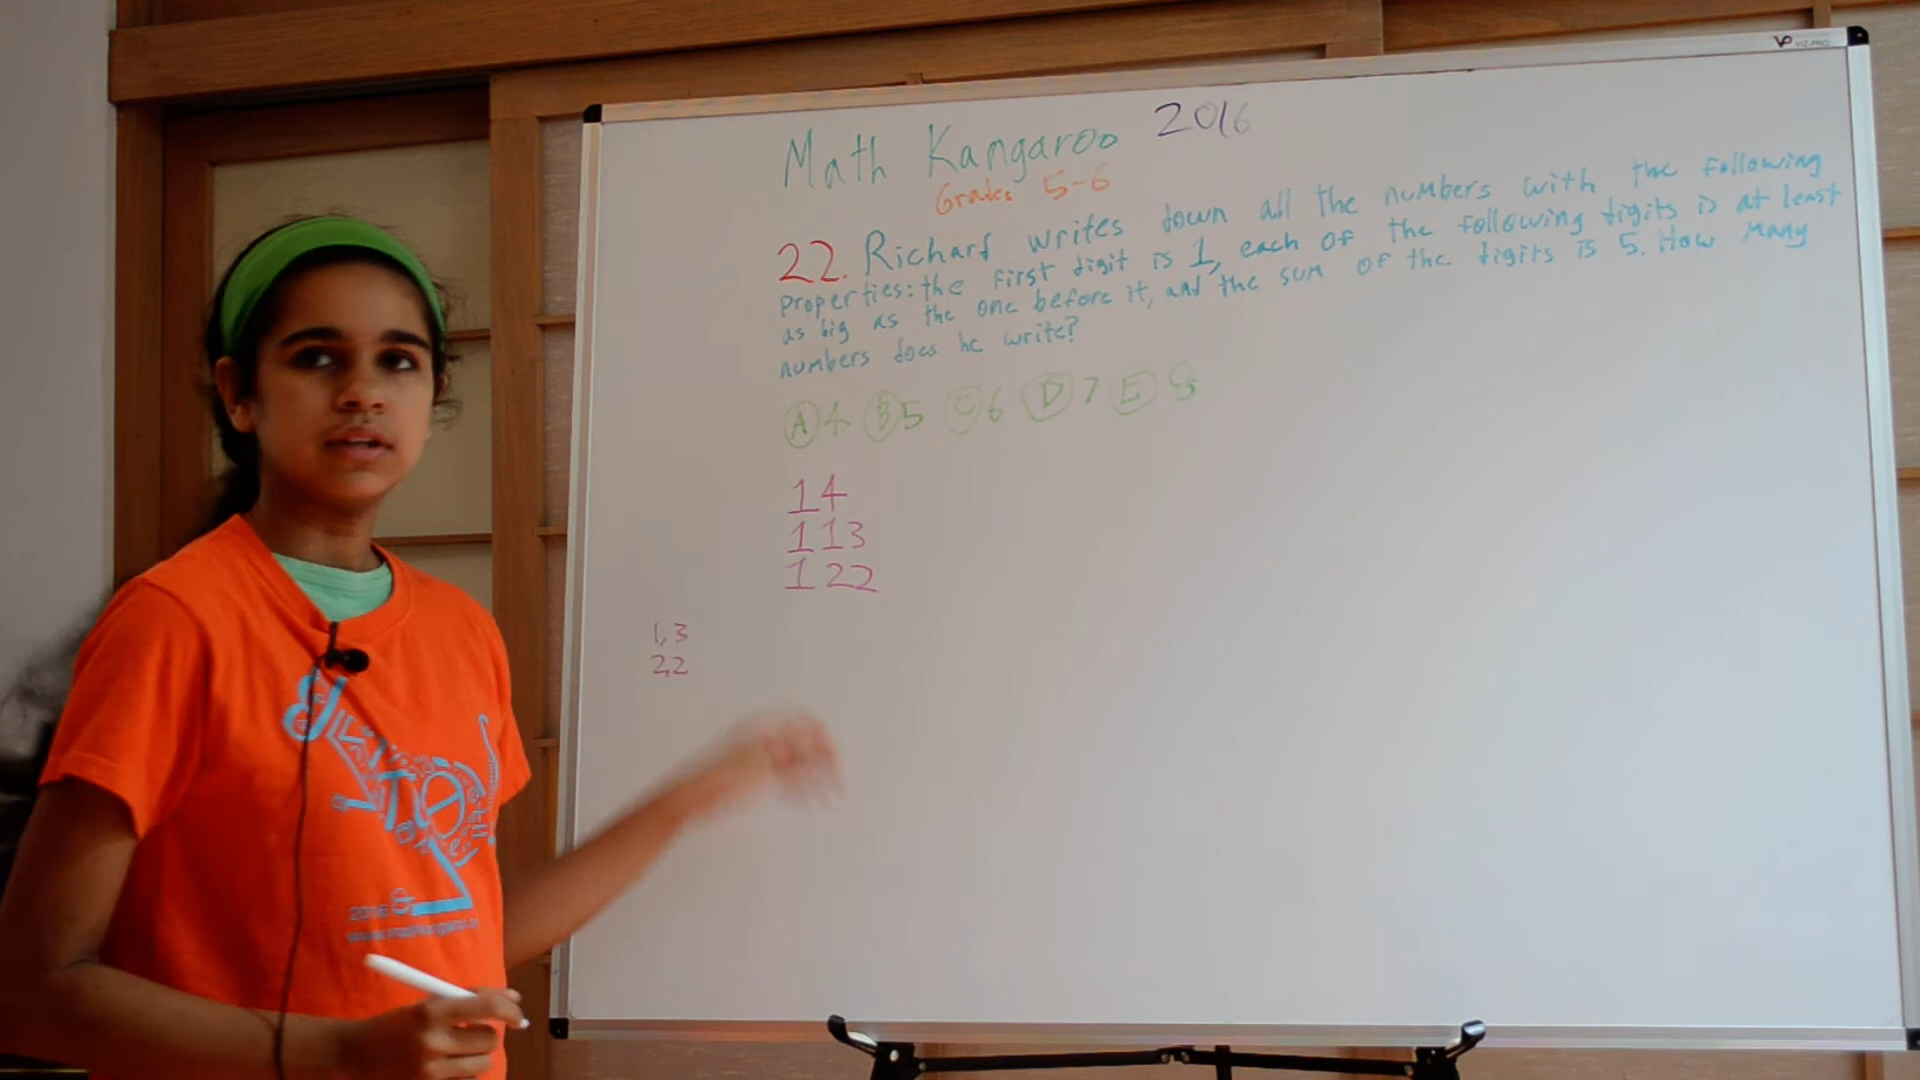 VIZ-PRO
Math Kangaroo 2016
Grades 5-6
22. Richard writes down all the numbers with the following
properties: the first digit is 1, each of the following digits is at least
as big as the one before it, and the sum of the digits is 5. How many
numbers does he write?
A 4 B 5 C 6 D 7 E 8
14
113
122
1,3
2,2